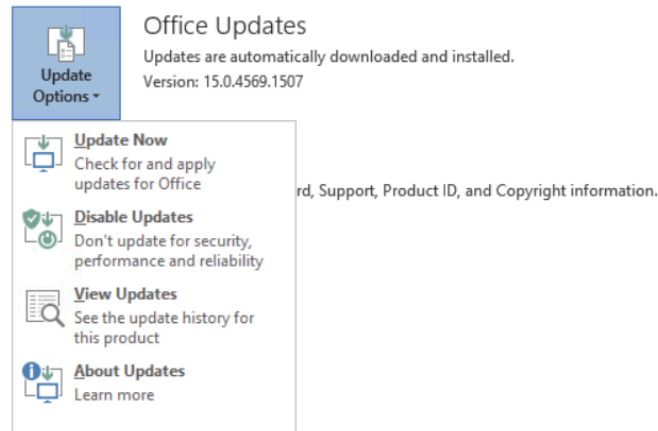 Office Updates
Updates are automatically downloaded and installed.
Version: 15.0.4569.1507
Update
Options
Update Now
Check for and apply
updates for Office
rd, Support, Product ID, and Copyright information.
Disable Updates
Don't update for security,
performance and reliability
View Updates
See the update history for
this product
About Updates
Learn more